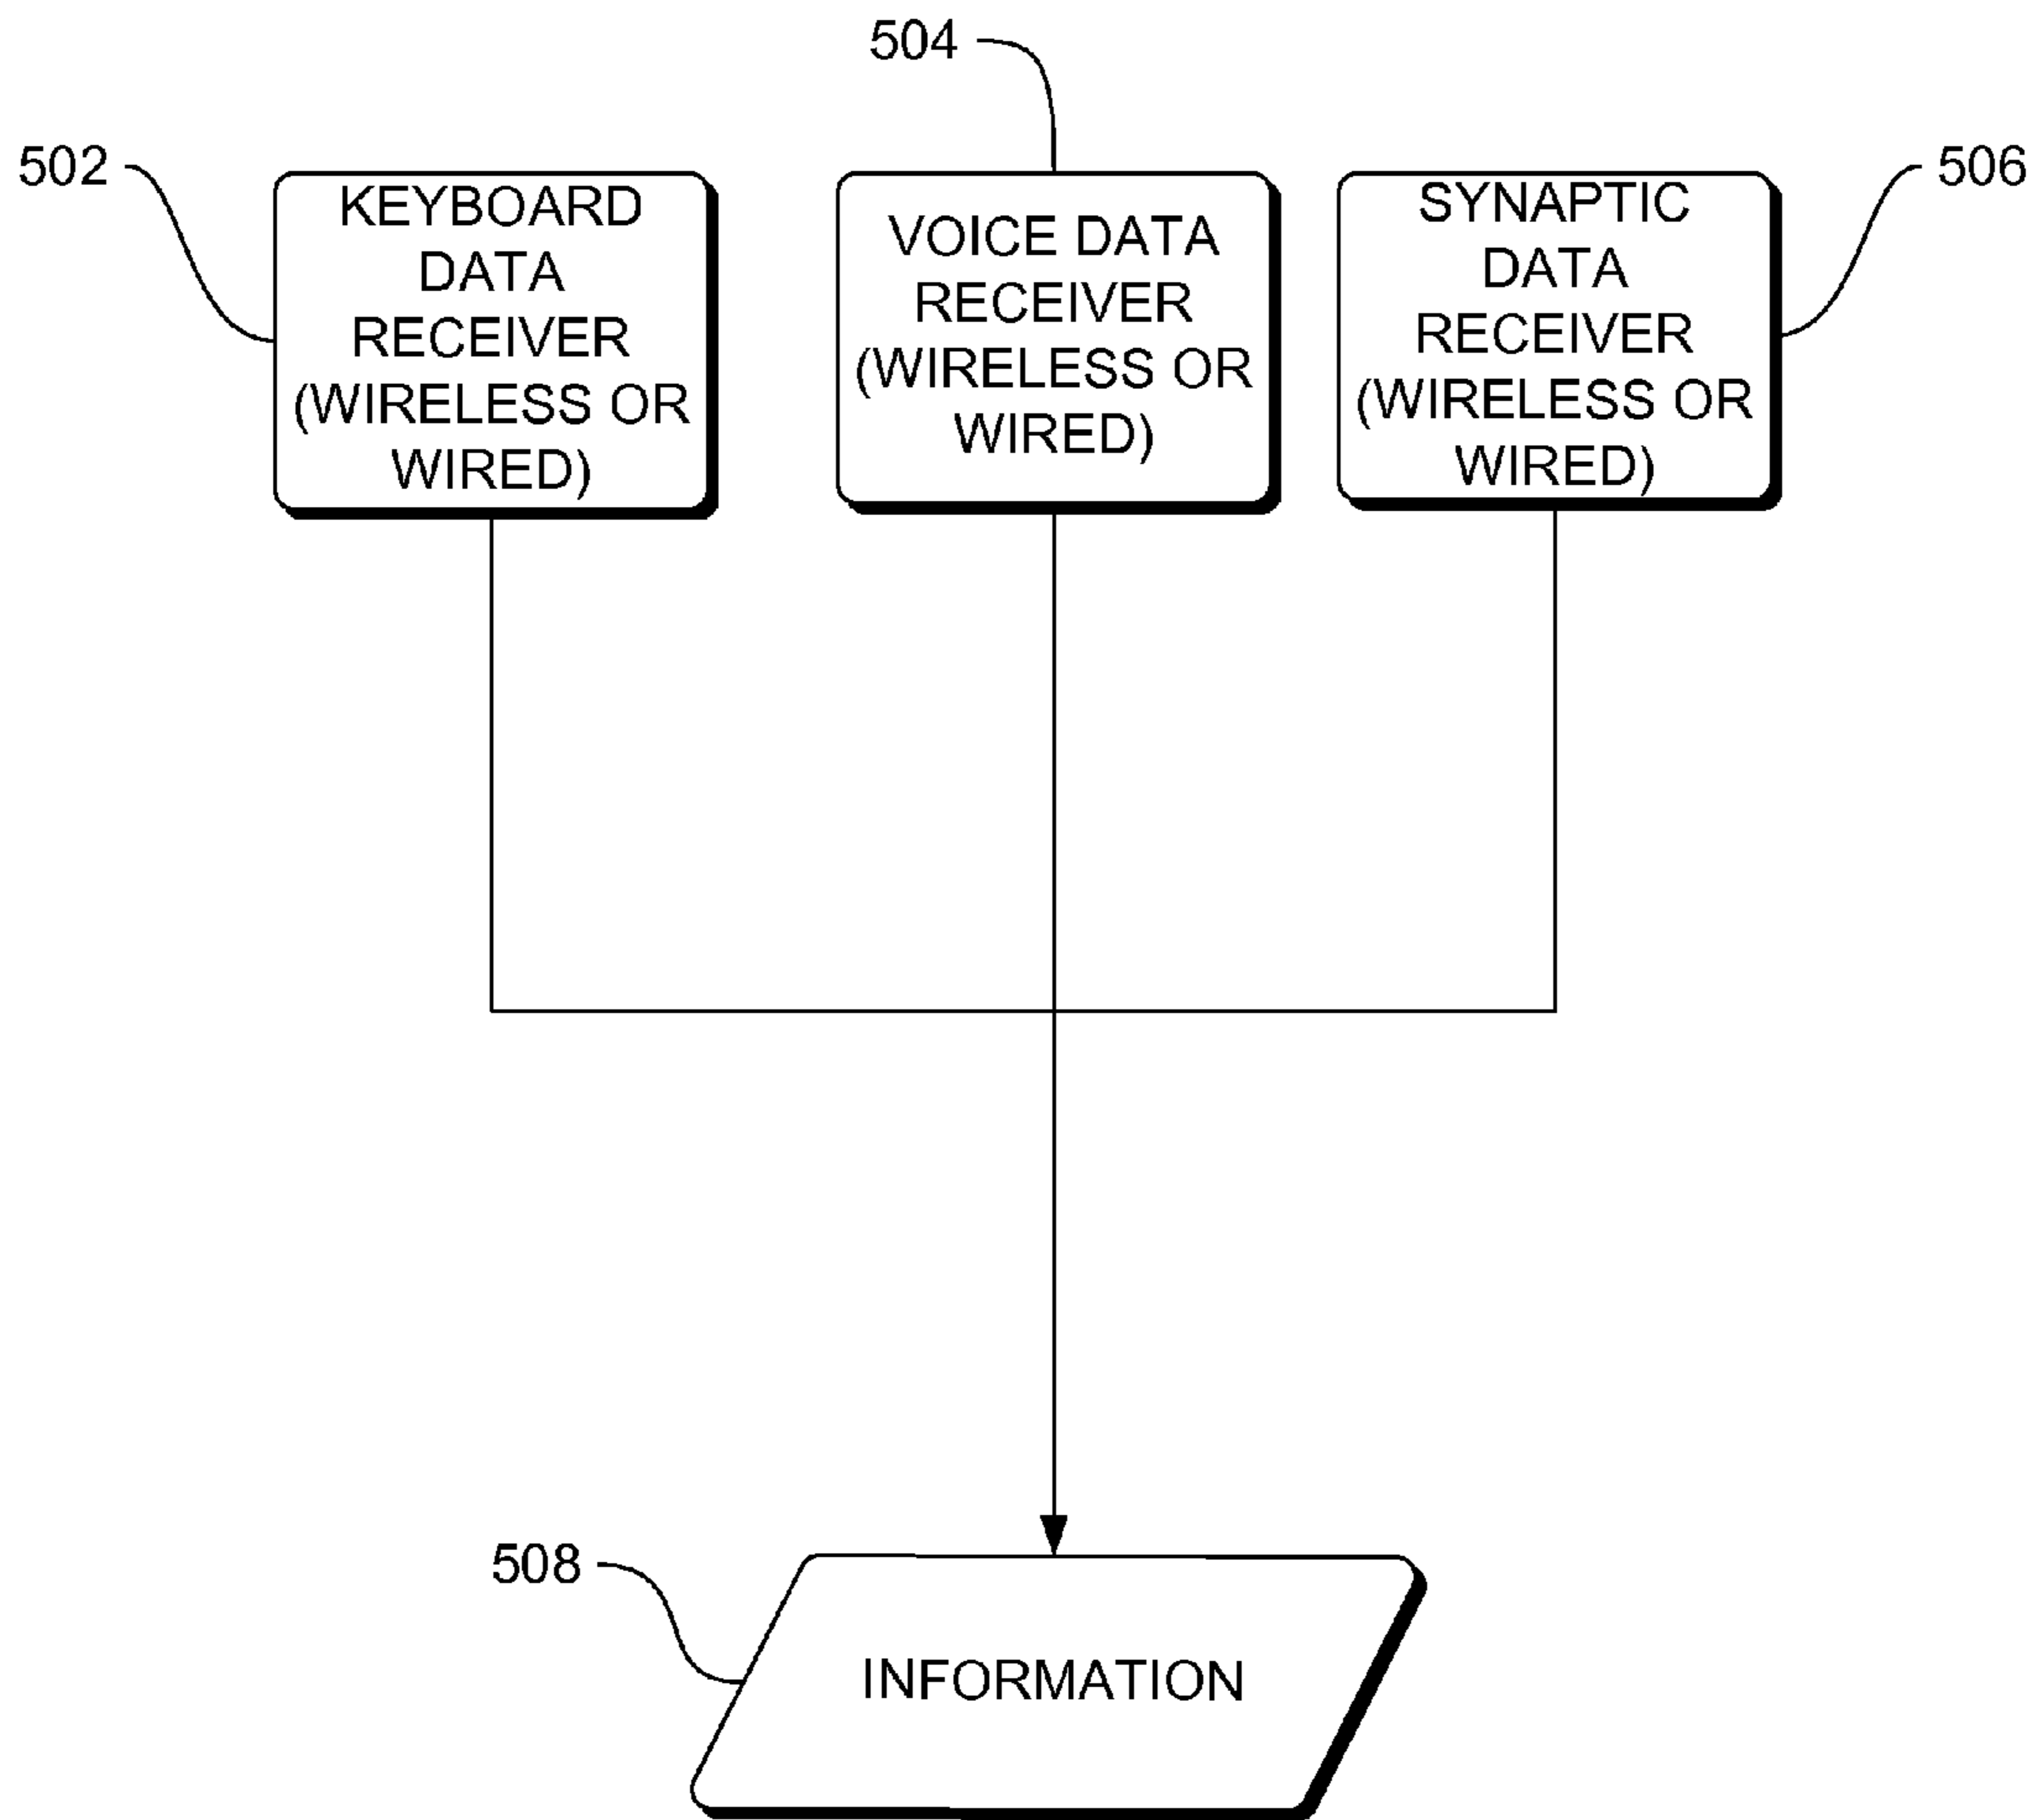 504
502
KEYBOARD
DATA
RECEIVER
(WIRELESS OR
WIRED)
VOICE DATA
RECEIVER
(WIRELESS OR
WIRED)
SYNAPTIC
DATA
RECEIVER
(WIRELESS OR
WIRED)
506
508
INFORMATION